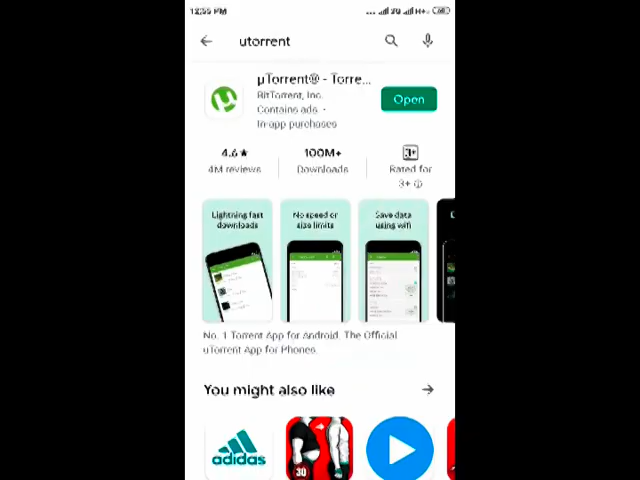 12:55 PM
2G
H+
utorrent
µTorrent® - Torre...
BitTorrent, Inc.
Contains ads •
In-app purchases
Open
4.6★
4M reviews
100M+
Downloads
3+
Rated for
3+
Lightning fast
downloads
No speed or
size limits
Save data
using wifi
No. 1 Torrent App for Android. The Official
uTorrent App for Phones.
You might also like
adidas
30